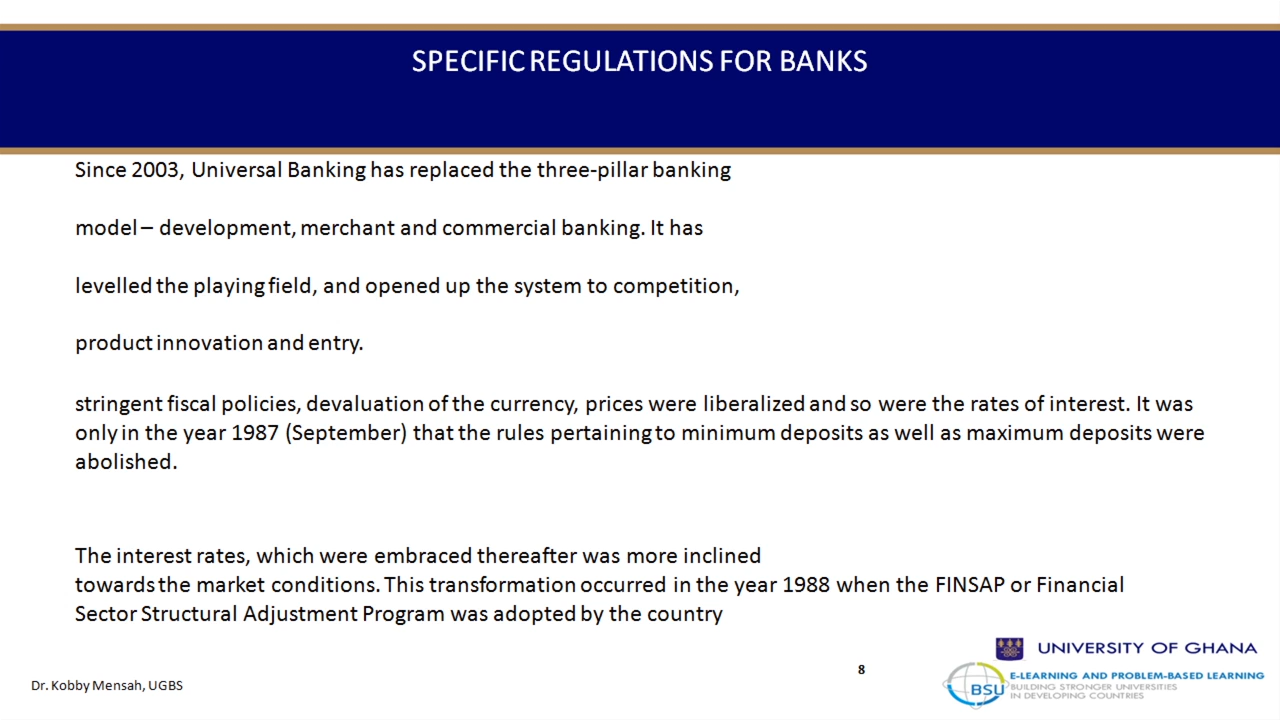 SPECIFIC REGULATIONS FOR BANKS
Since 2003, Universal Banking has replaced the three-pillar banking
model – development, merchant and commercial banking. It has
levelled the playing field, and opened up the system to competition,
product innovation and entry.
stringent fiscal policies, devaluation of the currency, prices were liberalized and so were the rates of interest. It was
only in the year 1987 (September) that the rules pertaining to minimum deposits as well as maximum deposits were
abolished.
The interest rates, which were embraced thereafter was more inclined
towards the market conditions. This transformation occurred in the year 1988 when the FINSAP or Financial
Sector Structural Adjustment Program was adopted by the country
Dr. Kobby Mensah, UGBS
8
UNIVERSITY OF GHANA
BSU
E-LEARNING AND PROBLEM-BASED LEARNING
BUILDING STRONGER UNIVERSITIES
IN DEVELOPING COUNTRIES